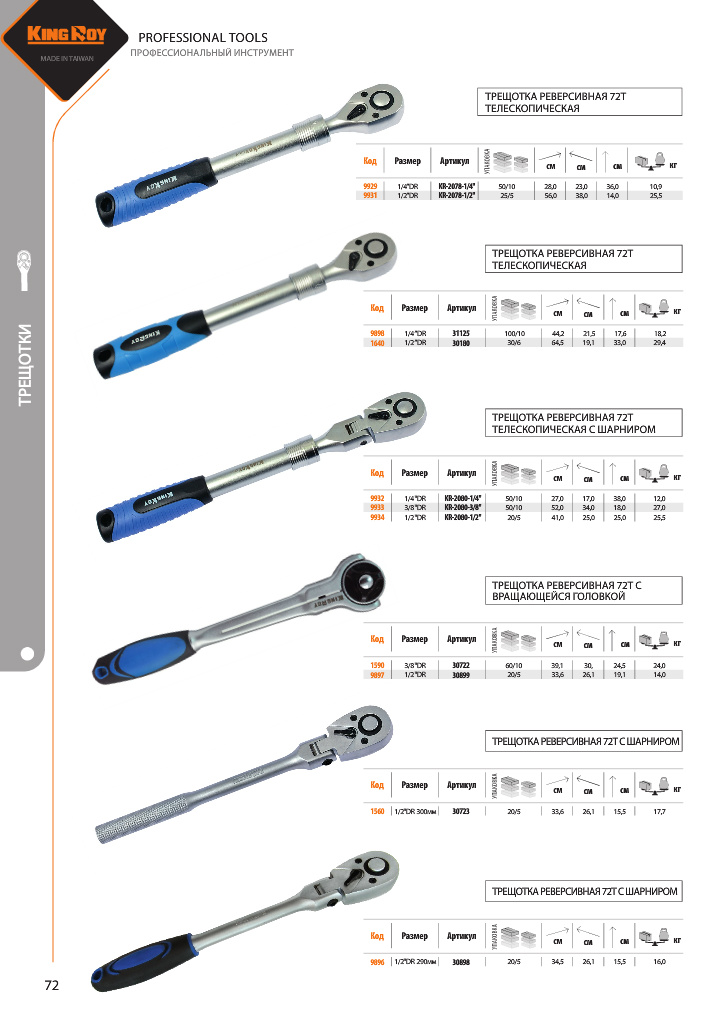 KING ROY
MADE IN TAIWAN
PROFESSIONAL TOOLS
ПРОФЕССИОНАЛЬНЫЙ ИНСТРУМЕНТ
ТРЕЩОТКИ
ТРЕЩОТКА РЕВЕРСИВНАЯ 72Т
ТЕЛЕСКОПИЧЕСКАЯ
Код Размер Артикул УПАКОВКА СМ СМ СМ КГ
9929 1/4"DR KR-2078-1/4" 50/10 28,0 23,0 36,0 10,9
9931 1/2"DR KR-2078-1/2" 25/5 56,0 38,0 14,0 25,5
KING ROY
ТРЕЩОТКА РЕВЕРСИВНАЯ 72Т
ТЕЛЕСКОПИЧЕСКАЯ
Код Размер Артикул УПАКОВКА СМ СМ СМ КГ
9898 1/4"DR 31125 100/10 44,2 21,5 17,6 18,2
1640 1/2"DR 30180 30/6 64,5 19,1 33,0 29,4
KING ROY
ТРЕЩОТКА РЕВЕРСИВНАЯ 72Т
ТЕЛЕСКОПИЧЕСКАЯ С ШАРНИРОМ
Код Размер Артикул УПАКОВКА СМ СМ СМ КГ
9932 1/4"DR KR-2080-1/4" 50/10 27,0 17,0 38,0 12,0
9933 3/8"DR KR-2080-3/8" 50/10 52,0 34,0 18,0 27,0
9934 1/2"DR KR-2080-1/2" 20/5 41,0 25,0 25,0 25,5
KING ROY
ТРЕЩОТКА РЕВЕРСИВНАЯ 72Т С
ВРАЩАЮЩЕЙСЯ ГОЛОВКОЙ
Код Размер Артикул УПАКОВКА СМ СМ СМ КГ
1590 3/8"DR 30722 60/10 39,1 30, 24,5 24,0
9897 1/2"DR 30899 20/5 33,6 26,1 19,1 14,0
KING ROY
ТРЕЩОТКА РЕВЕРСИВНАЯ 72Т С ШАРНИРОМ
Код Размер Артикул УПАКОВКА СМ СМ СМ КГ
1560 1/2"DR 300мм 30723 20/5 33,6 26,1 15,5 17,7
ТРЕЩОТКА РЕВЕРСИВНАЯ 72Т С ШАРНИРОМ
Код Размер Артикул УПАКОВКА СМ СМ СМ КГ
9896 1/2"DR 290мм 30898 20/5 34,5 26,1 15,5 16,0
72